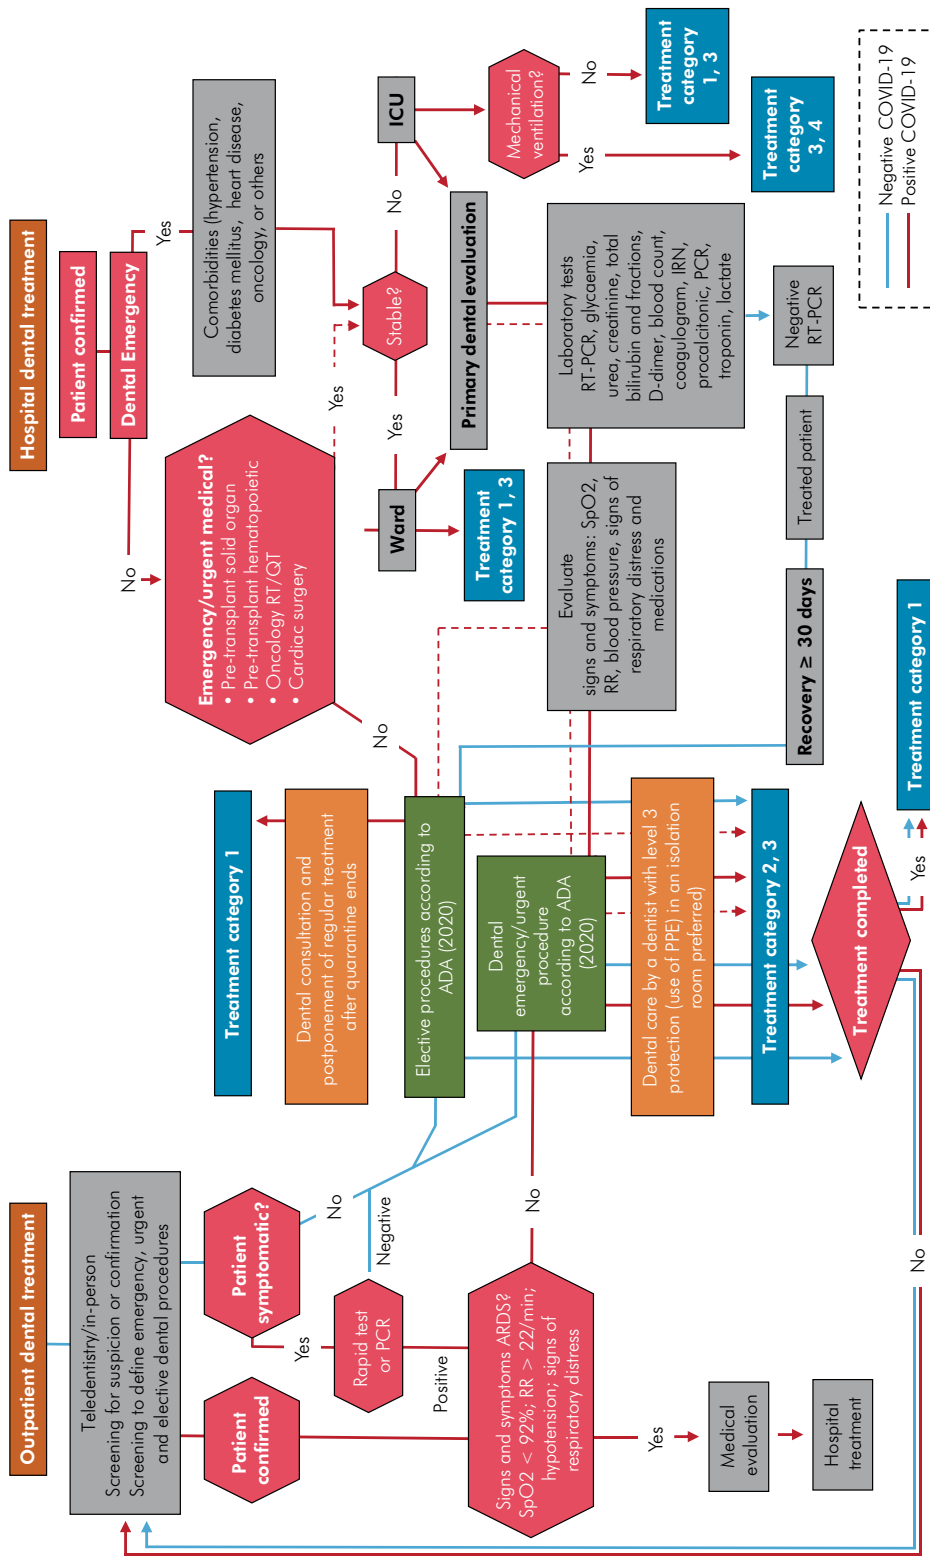 Outpatient dental treatment
Teledentistry/in-person
Screening for suspicion or confirmation
Screening to define emergency, urgent
and elective dental procedures
Patient
confirmed
Patient
symptomatic?
Yes
No
Rapid test
or PCR
Negative
Positive
Signs and symptoms ARDS?
SpO2 < 92%; RR > 22/min;
hypotension; signs of
respiratory distress
No
Yes
Medical
evaluation
Hospital
treatment
Treatment category 1
Dental consultation and
postponement of regular treatment
after quarantine ends
Elective procedures according to
ADA (2020)
Dental
emergency/urgent
procedure
according to ADA
(2020)
Dental care by a dentist with level 3
protection (use of PPE) in an isolation
room preferred)
Treatment category 2, 3
Treatment completed
No
Yes
Treatment category 1
Hospital dental treatment
Patient confirmed
Dental Emergency
No
Yes
Emergency/urgent medical?
• Pre-transplant solid organ
• Pre-transplant hematopoietic
• Oncology RT/QT
• Cardiac surgery
No
Yes
Comorbidities (hypertension,
diabetes mellitus, heart disease,
oncology, or others
Stable?
Yes
No
Ward
ICU
Treatment
category 1, 3
Primary dental evaluation
Mechanical
ventilation?
No
Yes
Treatment
category
1, 3
Treatment
category
3, 4
Evaluate
signs and symptoms: SpO2,
RR, blood pressure, signs of
respiratory distress and
medications
Laboratory tests
RT-PCR, glycaemia,
urea, creatinine, total
bilirubin and fractions,
D-dimer, blood count,
coagulogram, IRN,
procalcitonic, PCR,
troponin, lactate
Negative
RT-PCR
Treated patient
Recovery ≥ 30 days
Negative COVID-19
Positive COVID-19